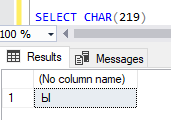 SELECT CHAR(219)
100 %
Results Messages
(No column name)
1 Ы